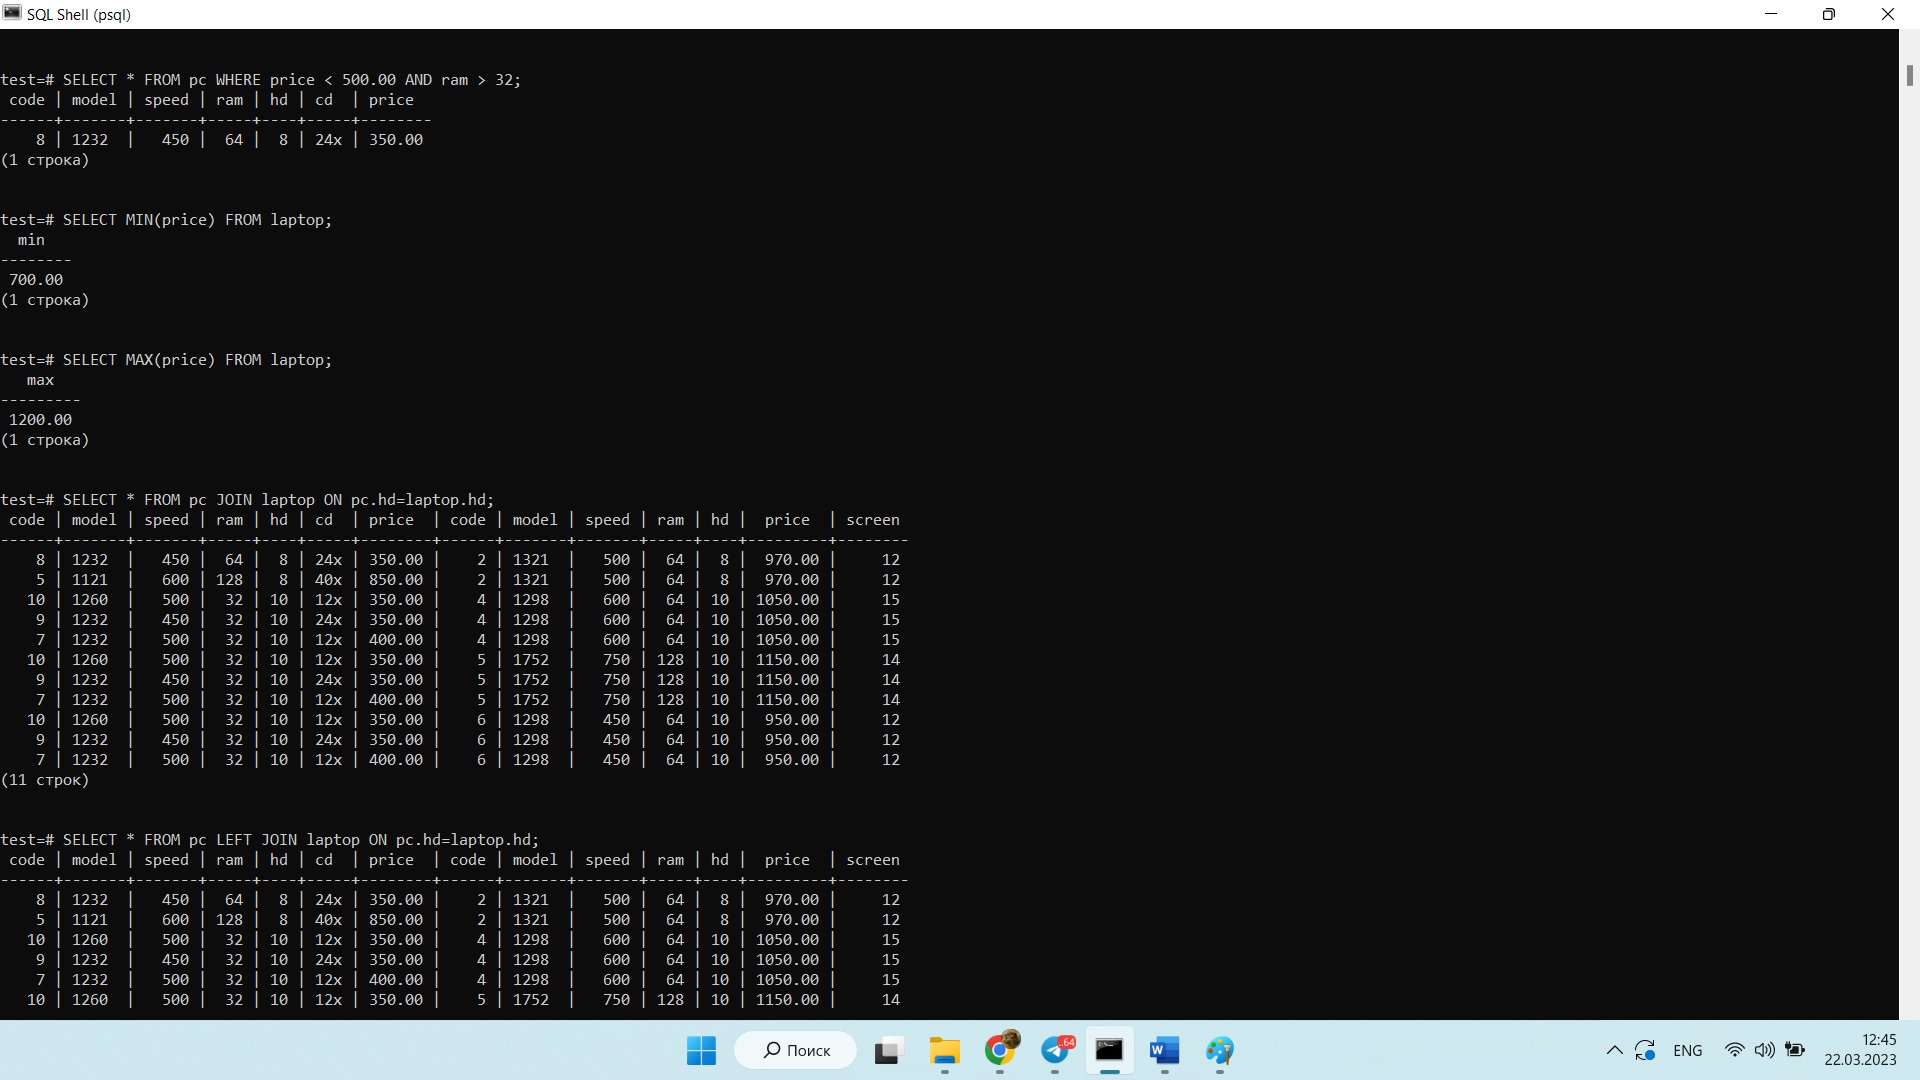 SQL Shell (psql)
test=# SELECT * FROM pc WHERE price < 500.00 AND ram > 32;
 code | model | speed | ram | hd | cd  | price
------+-------+-------+-----+----+-----+--------
    8 | 1232  |   450 |  64 |  8 | 24x | 350.00
(1 строка)
test=# SELECT MIN(price) FROM laptop;
  min
--------
 700.00
(1 строка)
test=# SELECT MAX(price) FROM laptop;
   max
---------
 1200.00
(1 строка)
test=# SELECT * FROM pc JOIN laptop ON pc.hd=laptop.hd;
 code | model | speed | ram | hd | cd  | price  | code | model | speed | ram | hd |  price  | screen
------+-------+-------+-----+----+-----+--------+------+-------+-------+-----+----+---------+--------
    8 | 1232  |   450 |  64 |  8 | 24x | 350.00 |    2 | 1321  |   500 |  64 |  8 |  970.00 |     12
    5 | 1121  |   600 | 128 |  8 | 40x | 850.00 |    2 | 1321  |   500 |  64 |  8 |  970.00 |     12
   10 | 1260  |   500 |  32 | 10 | 12x | 350.00 |    4 | 1298  |   600 |  64 | 10 | 1050.00 |     15
    9 | 1232  |   450 |  32 | 10 | 24x | 350.00 |    4 | 1298  |   600 |  64 | 10 | 1050.00 |     15
    7 | 1232  |   500 |  32 | 10 | 12x | 400.00 |    4 | 1298  |   600 |  64 | 10 | 1050.00 |     15
   10 | 1260  |   500 |  32 | 10 | 12x | 350.00 |    5 | 1752  |   750 | 128 | 10 | 1150.00 |     14
    9 | 1232  |   450 |  32 | 10 | 24x | 350.00 |    5 | 1752  |   750 | 128 | 10 | 1150.00 |     14
    7 | 1232  |   500 |  32 | 10 | 12x | 400.00 |    5 | 1752  |   750 | 128 | 10 | 1150.00 |     14
   10 | 1260  |   500 |  32 | 10 | 12x | 350.00 |    6 | 1298  |   450 |  64 | 10 |  950.00 |     12
    9 | 1232  |   450 |  32 | 10 | 24x | 350.00 |    6 | 1298  |   450 |  64 | 10 |  950.00 |     12
    7 | 1232  |   500 |  32 | 10 | 12x | 400.00 |    6 | 1298  |   450 |  64 | 10 |  950.00 |     12
(11 строк)
test=# SELECT * FROM pc LEFT JOIN laptop ON pc.hd=laptop.hd;
 code | model | speed | ram | hd | cd  | price  | code | model | speed | ram | hd |  price  | screen
------+-------+-------+-----+----+-----+--------+------+-------+-------+-----+----+---------+--------
    8 | 1232  |   450 |  64 |  8 | 24x | 350.00 |    2 | 1321  |   500 |  64 |  8 |  970.00 |     12
    5 | 1121  |   600 | 128 |  8 | 40x | 850.00 |    2 | 1321  |   500 |  64 |  8 |  970.00 |     12
   10 | 1260  |   500 |  32 | 10 | 12x | 350.00 |    4 | 1298  |   600 |  64 | 10 | 1050.00 |     15
    9 | 1232  |   450 |  32 | 10 | 24x | 350.00 |    4 | 1298  |   600 |  64 | 10 | 1050.00 |     15
    7 | 1232  |   500 |  32 | 10 | 12x | 400.00 |    4 | 1298  |   600 |  64 | 10 | 1050.00 |     15
   10 | 1260  |   500 |  32 | 10 | 12x | 350.00 |    5 | 1752  |   750 | 128 | 10 | 1150.00 |     14
Поиск
..64
W
ENG
12:45
22.03.2023